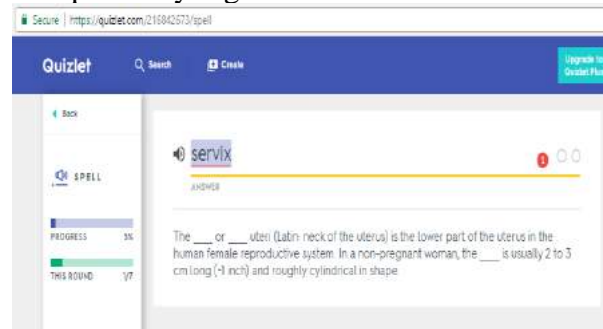 Secure | https://quizlet.com/216842573/spell
Quizlet
Search
Create
Upgrade to
Quizlet Plus
Back
SPELL
PROGRESS 3%
THIS ROUND 1/7
servix
1
ANSWER
The ___ or ___ uteri (Latin: neck of the uterus) is the lower part of the uterus in the
human female reproductive system. In a non-pregnant woman, the ___ is usually 2 to 3
cm long (~1 inch) and roughly cylindrical in shape